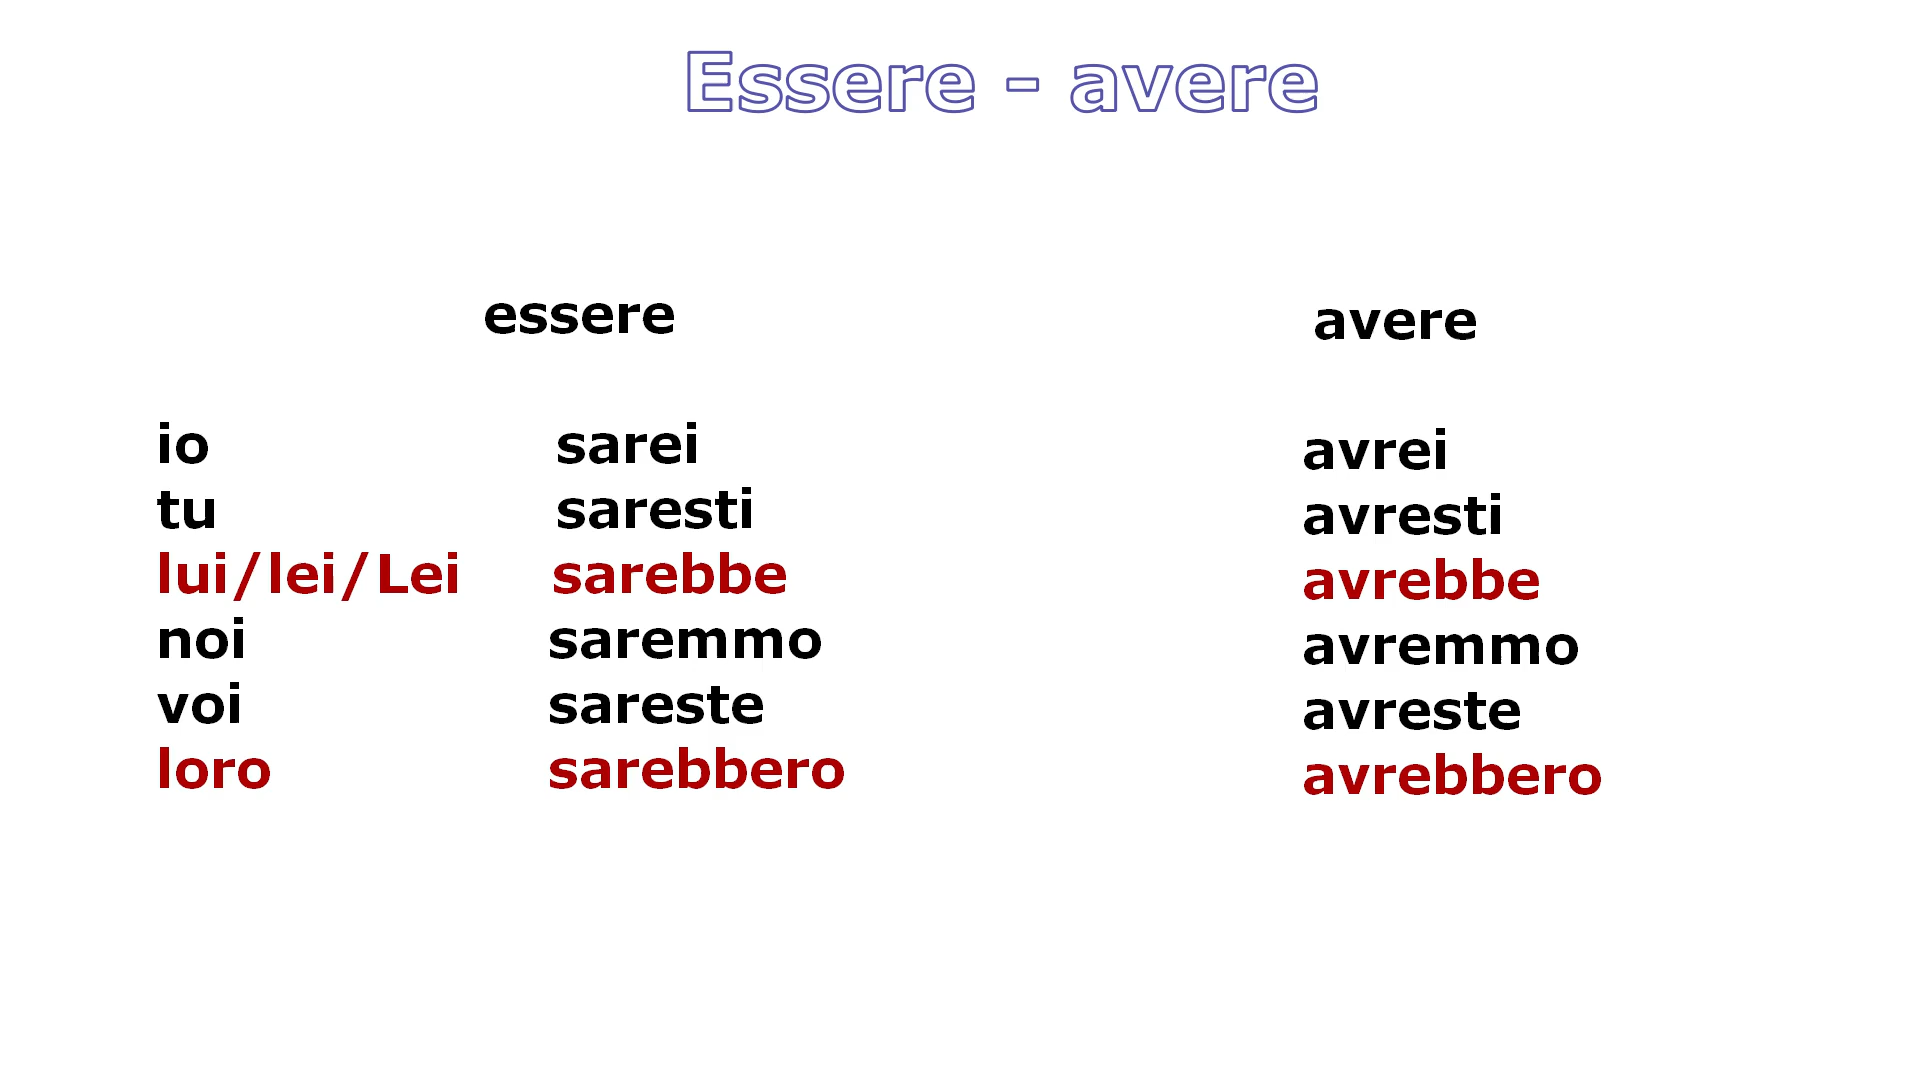 Essere - avere
essere avere
io sarei avrei
tu saresti avresti
lui/lei/Lei sarebbe avrebbe
noi saremmo avremmo
voi sareste avreste
loro sarebbero avrebbero